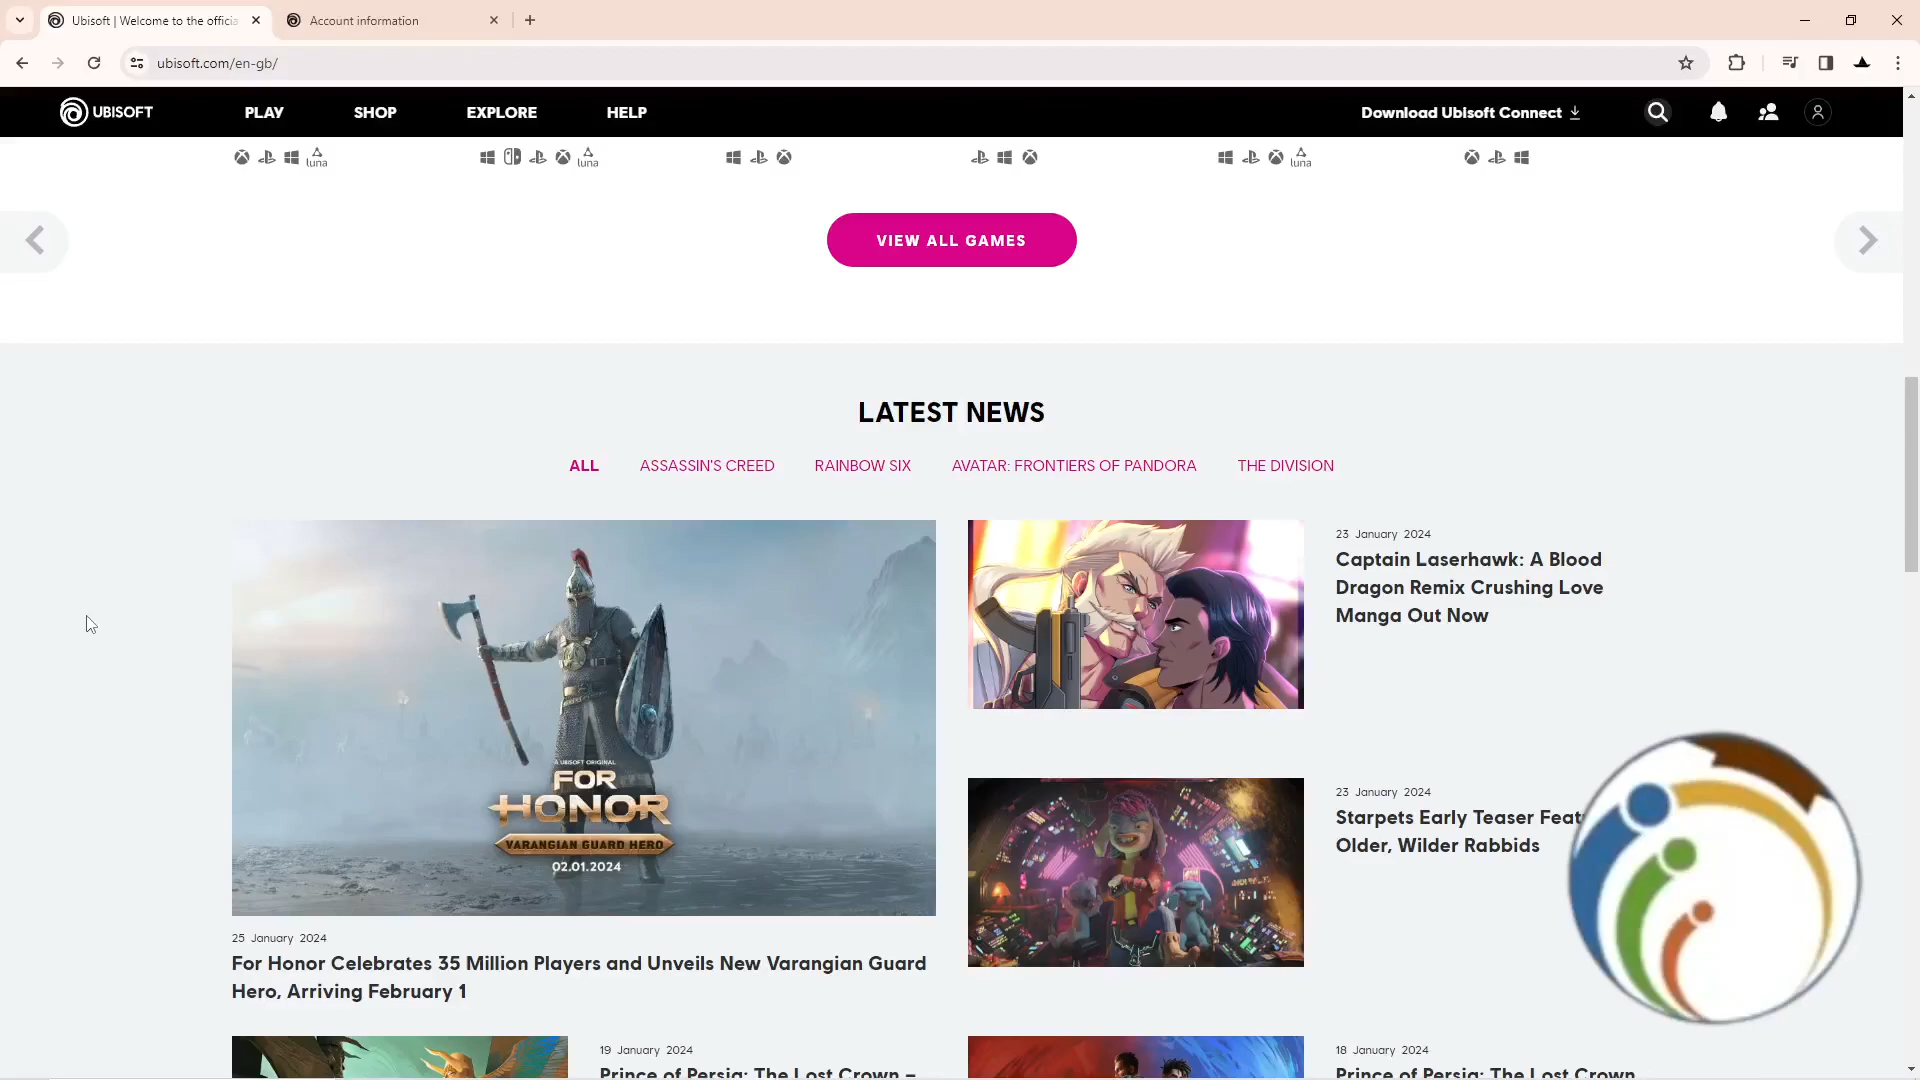 Ubisoft | Welcome to the officia
Account information
ubisoft.com/en-gb/
UBISOFT
PLAY
SHOP
EXPLORE
HELP
Download Ubisoft Connect
luna
luna
luna
VIEW ALL GAMES
LATEST NEWS
ALL
ASSASSIN'S CREED
RAINBOW SIX
AVATAR: FRONTIERS OF PANDORA
THE DIVISION
A UBISOFT ORIGINAL
FOR
HONOR
VARANGIAN GUARD HERO
02.01.2024
25 January 2024
For Honor Celebrates 35 Million Players and Unveils New Varangian Guard
Hero, Arriving February 1
23 January 2024
Captain Laserhawk: A Blood
Dragon Remix Crushing Love
Manga Out Now
23 January 2024
Starpets Early Teaser
Older, Wilder Rabbids
19 January 2024
Prince of Persia: The Lost Crown –
18 January 2024
Prince of Persia: The Lost Crown